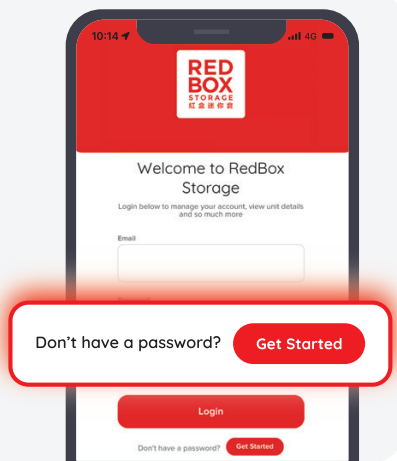 10:14
4G
RED
BOX
STORAGE
紅盒迷你倉
Welcome to RedBox
Storage
Login below to manage your account, view unit details
and so much more
Email
Don't have a password? Get Started
Login
Don't have a password? Get Started